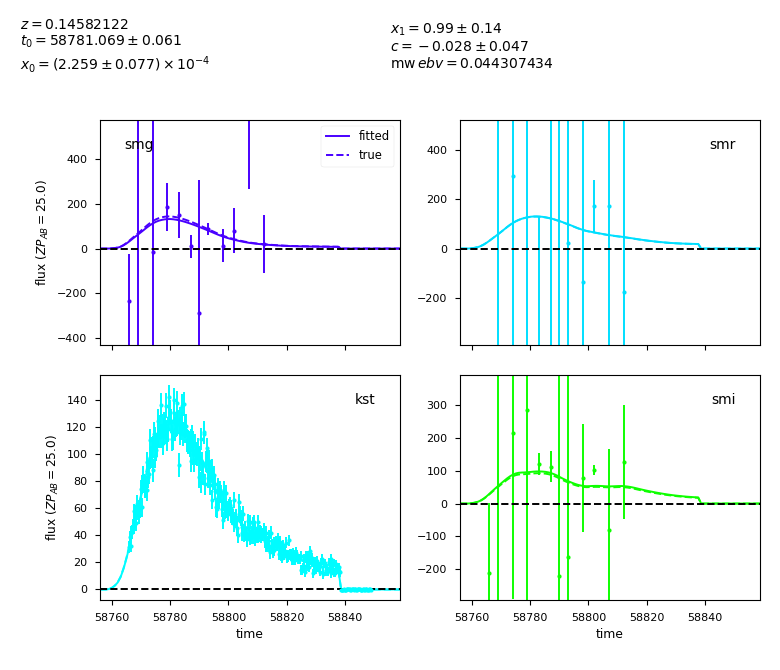 z = 0.14582122
t₀ = 58781.069 ± 0.061
x₀ = (2.259 ± 0.077) × 10⁻⁴
x₁ = 0.99 ± 0.14
c = −0.028 ± 0.047
mw ebv = 0.044307434
smg
fitted
true
400
200
0
−200
−400
flux (ZP_AB = 25.0)
smr
400
200
0
−200
kst
140
120
100
80
60
40
20
0
flux (ZP_AB = 25.0)
58760 58780 58800 58820 58840
time
smi
300
200
100
0
−100
−200
58760 58780 58800 58820 58840
time